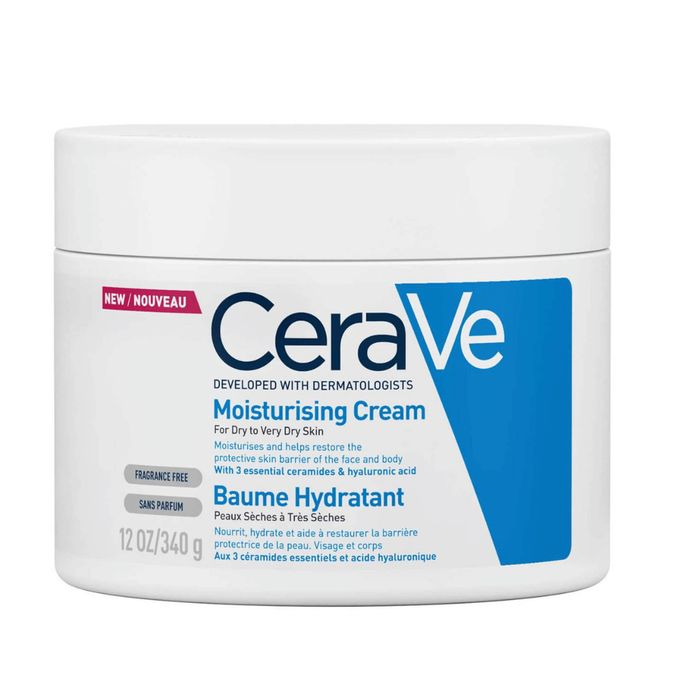 NEW / NOUVEAU
CeraVe
DEVELOPED WITH DERMATOLOGISTS
Moisturising Cream
For Dry to Very Dry Skin
Moisturises and helps restore the
protective skin barrier of the face and body
With 3 essential ceramides & hyaluronic acid
FRAGRANCE FREE
SANS PARFUM
12 OZ/340 g
Baume Hydratant
Peaux Sèches à Très Sèches
Nourrit, hydrate et aide à restaurer la barrière
protectrice de la peau. Visage et corps
Aux 3 céramides essentiels et acide hyaluronique